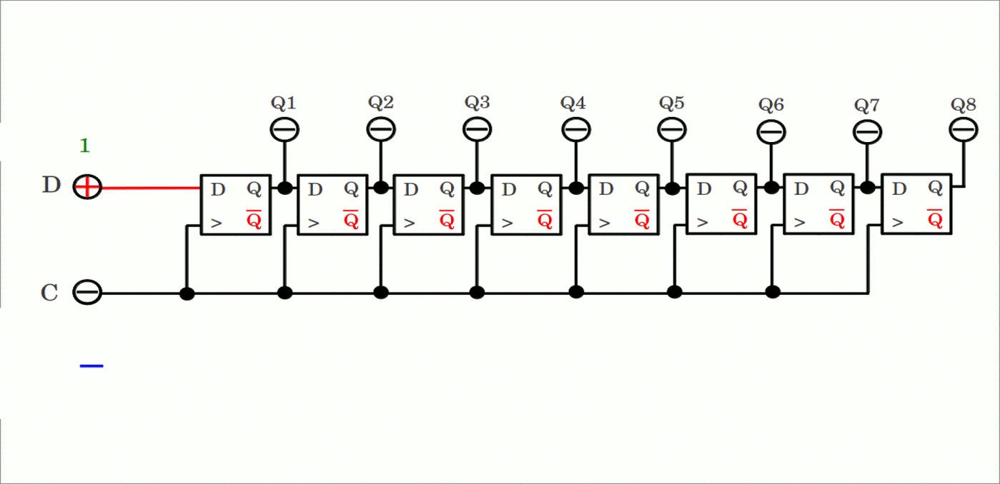 Q1 Q2 Q3 Q4 Q5 Q6 Q7 Q8
1
D
D Q D Q D Q D Q D Q D Q D Q D Q
> Q̅ > Q̅ > Q̅ > Q̅ > Q̅ > Q̅ > Q̅ > Q̅
C